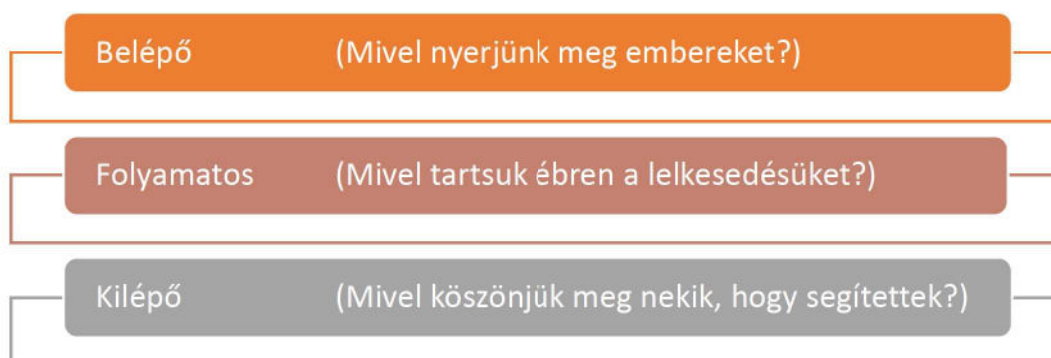 Belépő (Mivel nyerjünk meg embereket?)
Folyamatos (Mivel tartsuk ébren a lelkesedésüket?)
Kilépő (Mivel köszönjük meg nekik, hogy segítettek?)